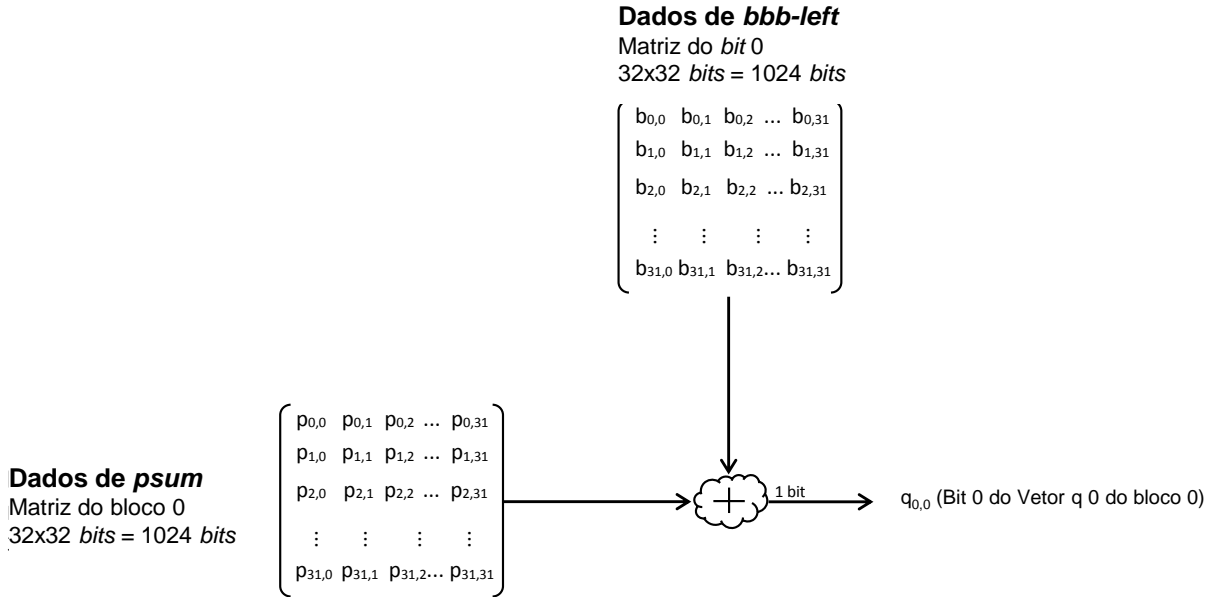 Dados de bbb-left
Matriz do bit 0
32x32 bits = 1024 bits
b0,0 b0,1 b0,2 ... b0,31
b1,0 b1,1 b1,2 ... b1,31
b2,0 b2,1 b2,2 ... b2,31
⋮ ⋮ ⋮ ⋮
b31,0 b31,1 b31,2... b31,31
Dados de psum
Matriz do bloco 0
32x32 bits = 1024 bits
p0,0 p0,1 p0,2 ... p0,31
p1,0 p1,1 p1,2 ... p1,31
p2,0 p2,1 p2,2 ... p2,31
⋮ ⋮ ⋮ ⋮
p31,0 p31,1 p31,2... p31,31
+
1 bit
q0,0 (Bit 0 do Vetor q 0 do bloco 0)